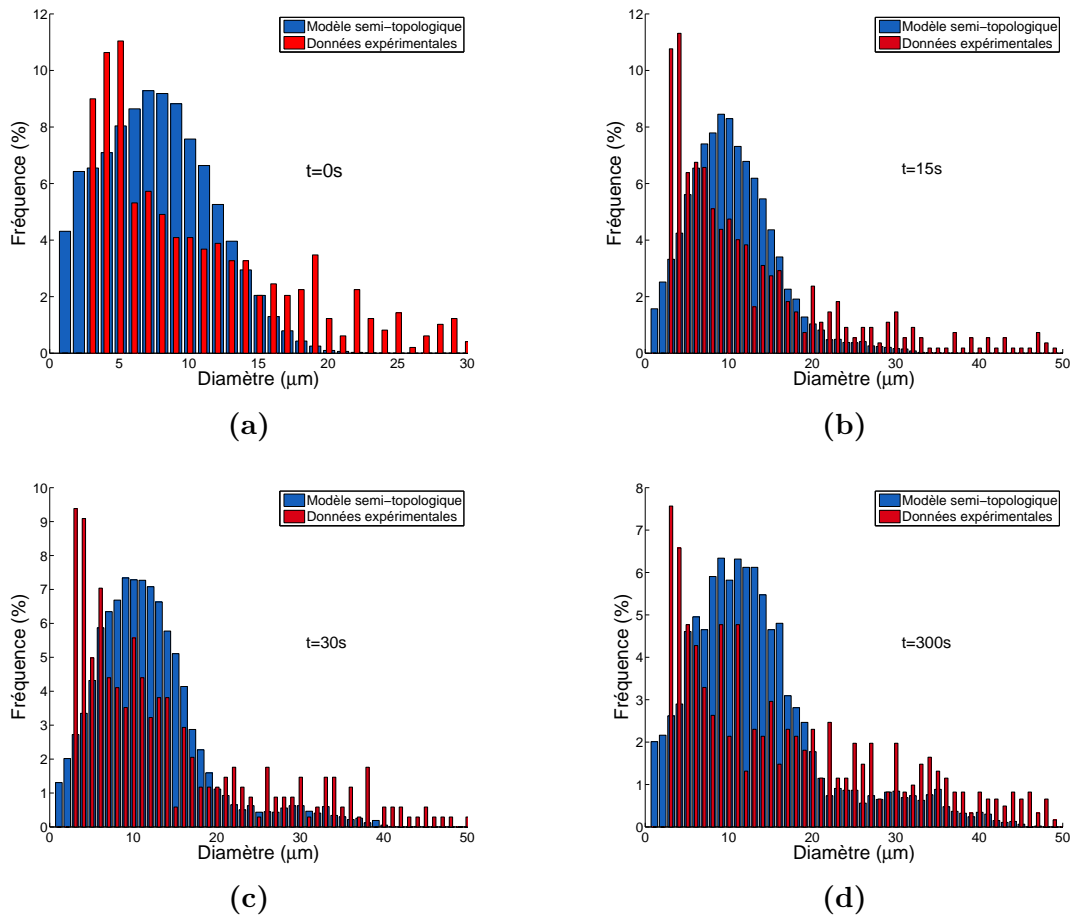 12
10
8
6
4
2
0
0 5 10 15 20 25 30
Fréquence (%)
Diamètre (μm)
Modèle semi−topologique
Données expérimentales
t=0s
(a)
12
10
8
6
4
2
0
0 10 20 30 40 50
Fréquence (%)
Diamètre (μm)
Modèle semi−topologique
Données expérimentales
t=15s
(b)
10
9
8
7
6
5
4
3
2
1
0
0 10 20 30 40 50
Fréquence (%)
Diamètre (μm)
Modèle semi−topologique
Données expérimentales
t=30s
(c)
8
7
6
5
4
3
2
1
0
0 10 20 30 40 50
Fréquence (%)
Diamètre (μm)
Modèle semi−topologique
Données expérimentales
t=300s
(d)